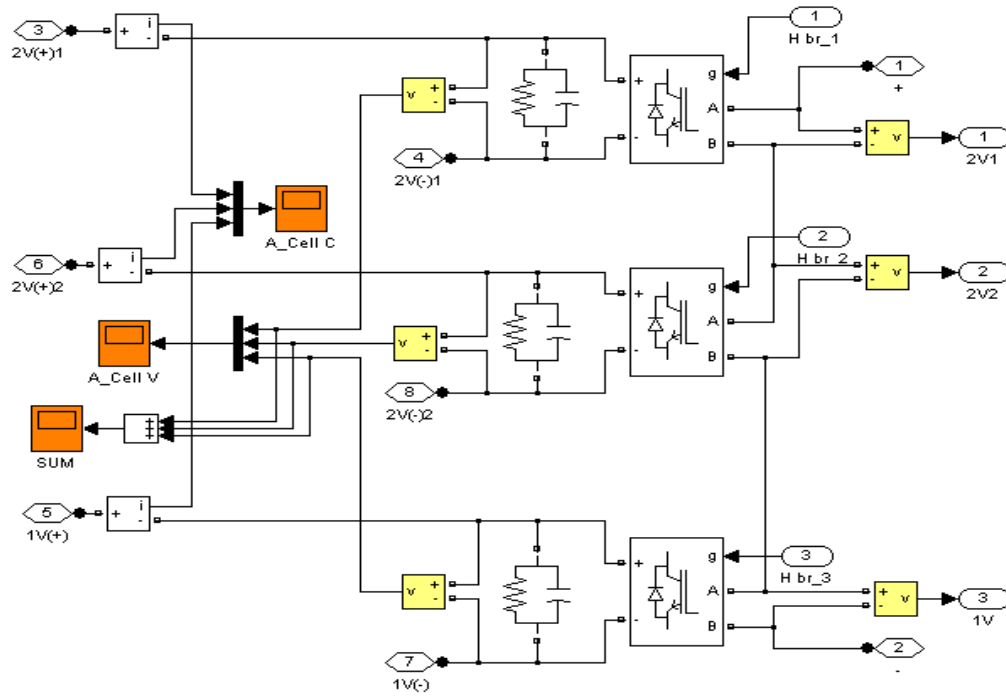 3
i
+
-
2V(+)1
1
H br_1
g
+
A
-
B
1
+
+
-
v
1
2V1
v
+
-
4
2V(-)1
A_Cell C
6
i
+
-
2V(+)2
2
H br_2
g
+
A
-
B
+
-
v
2
2V2
A_Cell V
v
+
-
8
2V(-)2
SUM
+
+
+
5
i
+
-
1V(+)
3
H br_3
g
+
A
-
B
+
-
v
3
1V
v
+
-
7
1V(-)
2
-